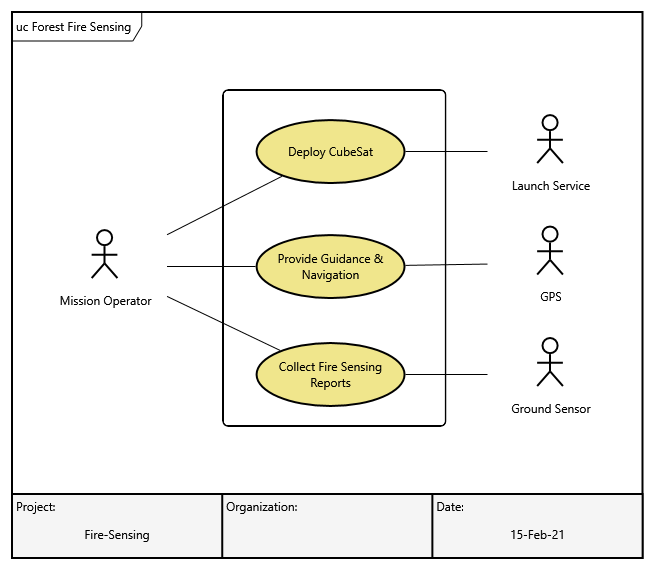 uc Forest Fire Sensing
Deploy CubeSat
Launch Service
Provide Guidance &
Navigation
Mission Operator
GPS
Collect Fire Sensing
Reports
Ground Sensor
Project:
Fire-Sensing
Organization:
Date:
15-Feb-21